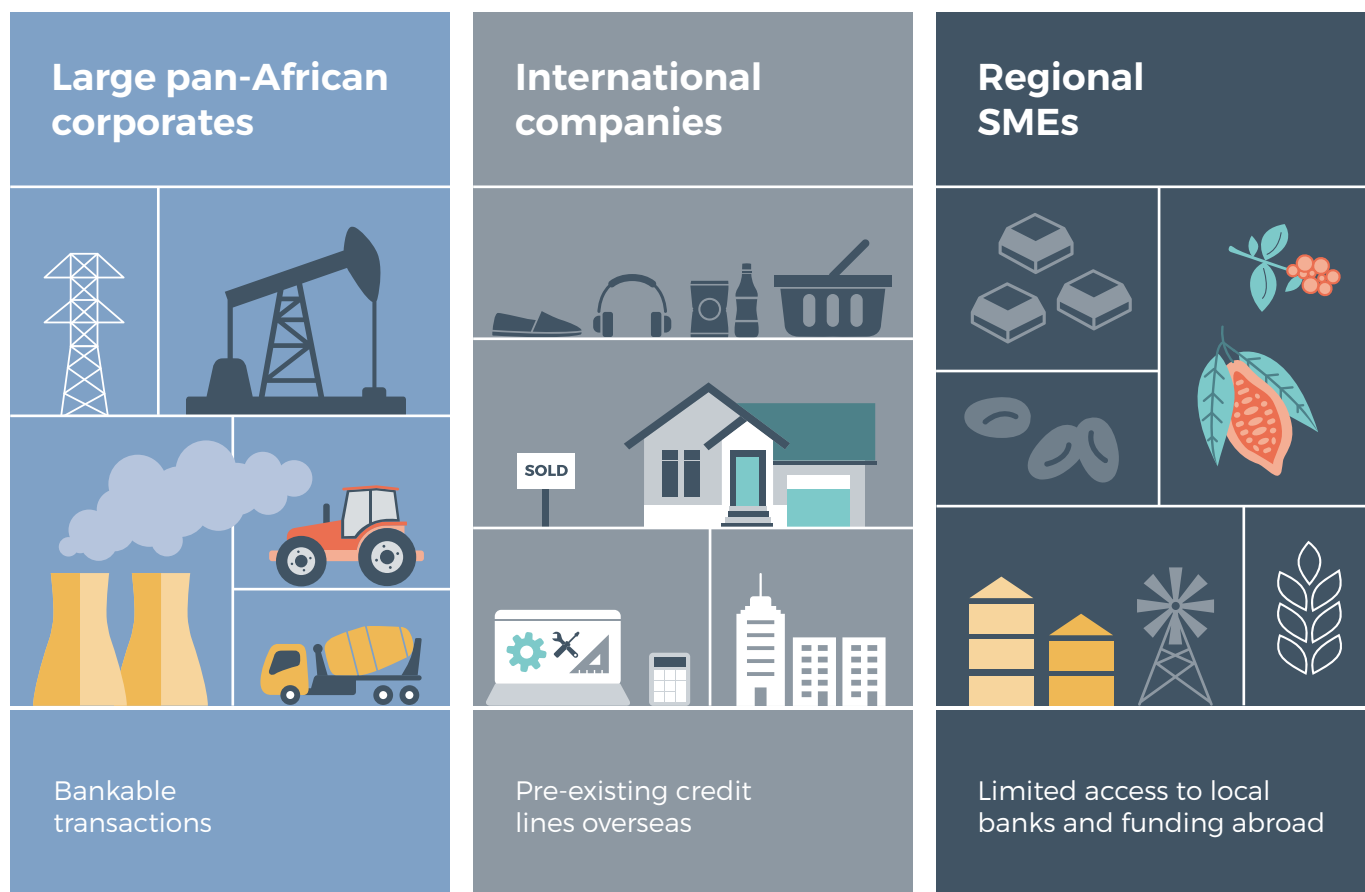 Large pan-African
corporates
International
companies
Regional
SMEs
SOLD
Bankable
transactions
Pre-existing credit
lines overseas
Limited access to local
banks and funding abroad